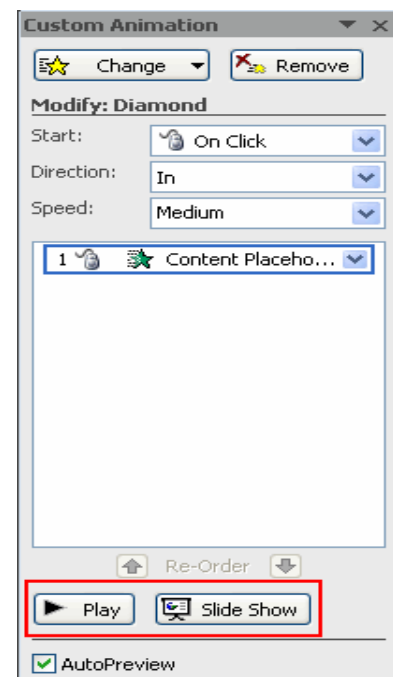 Custom Animation
Change Remove
Modify: Diamond
Start: On Click
Direction: In
Speed: Medium
1 Content Placeho...
Re-Order
Play Slide Show
AutoPreview